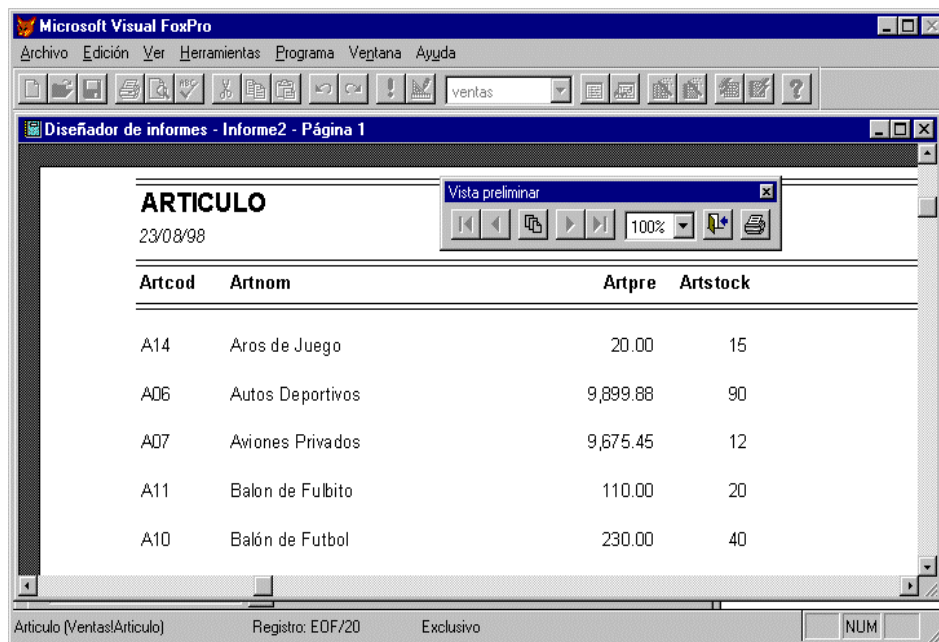 Microsoft Visual FoxPro
Archivo Edición Ver Herramientas Programa Ventana Ayuda
ABC
ventas
Diseñador de informes - Informe2 - Página 1
Vista preliminar
100%
ARTICULO
23/08/98
Artcod Artnom Artpre Artstock
A14 Aros de Juego 20.00 15
A06 Autos Deportivos 9,899.88 90
A07 Aviones Privados 9,675.45 12
A11 Balon de Fulbito 110.00 20
A10 Balón de Futbol 230.00 40
Articulo (Ventas!Articulo) Registro: EOF/20 Exclusivo NUM